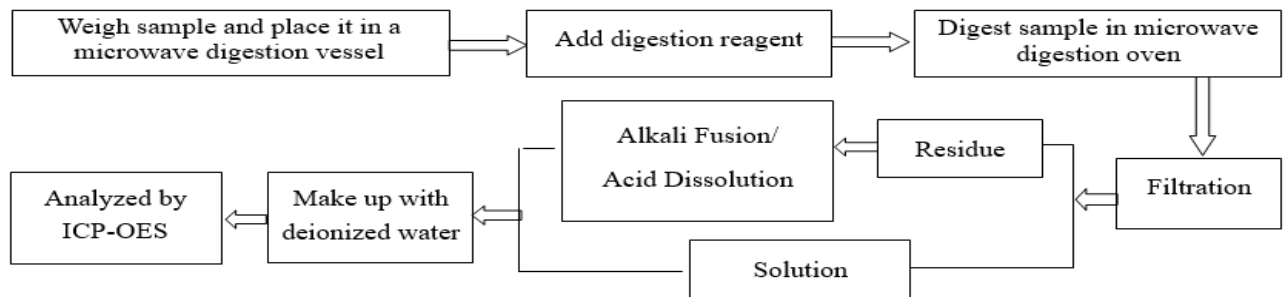 Weigh sample and place it in a
microwave digestion vessel
Add digestion reagent
Digest sample in microwave
digestion oven
Filtration
Residue
Alkali Fusion/
Acid Dissolution
Solution
Make up with
deionized water
Analyzed by
ICP-OES